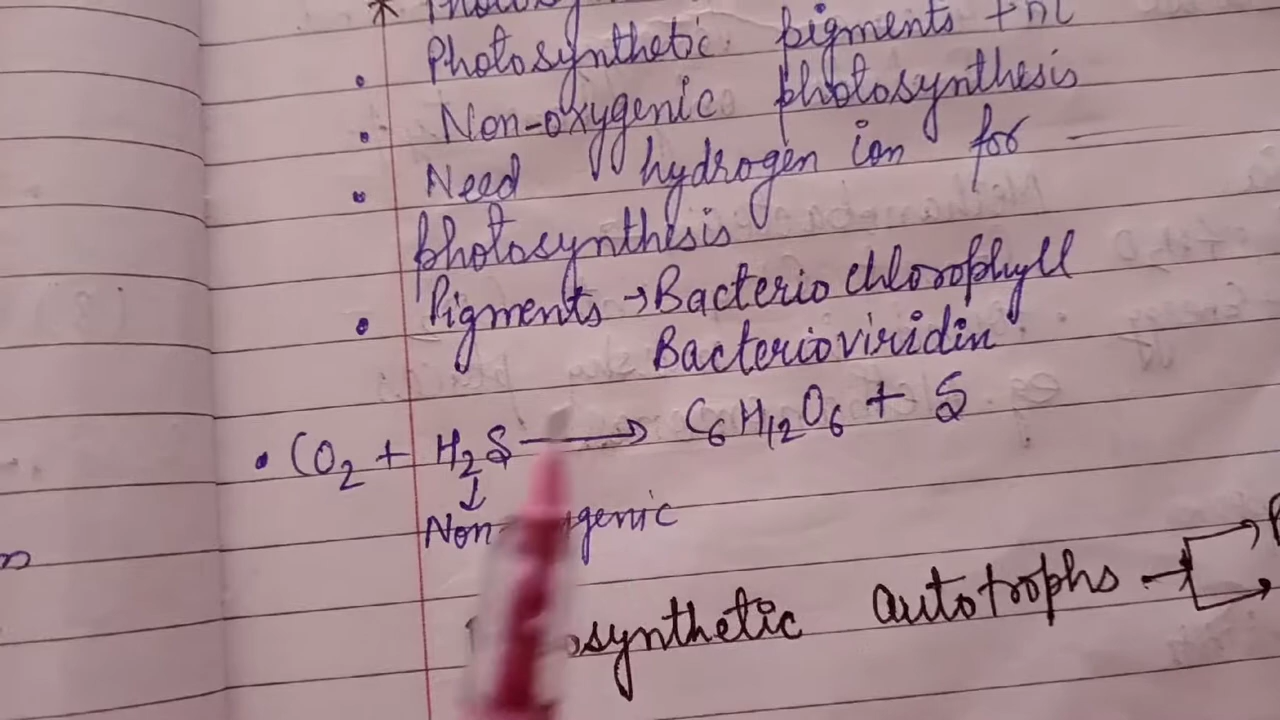 • Photosynthetic pigments +nt
• Non-oxygenic photosynthesis
• Need hydrogen ion for
photosynthesis
• Pigments → Bacterio chlorophyll
Bacterioviridin
• CO2 + H2S → C6H12O6 + S
↓
Non
autotrophs →